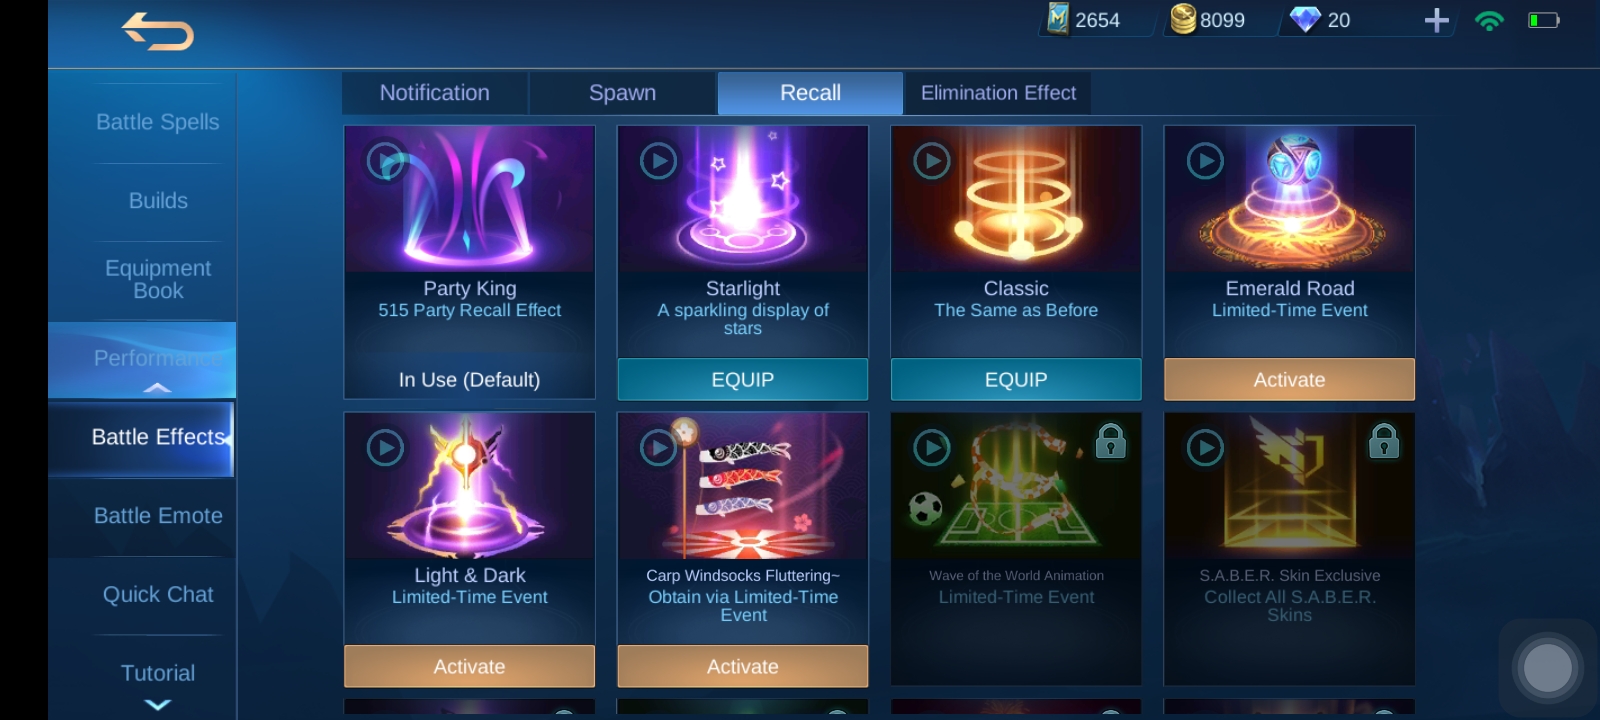 2654
8099
20
Notification
Spawn
Recall
Elimination Effect
Battle Spells
Builds
Equipment
Book
Performance
Battle Effects
Battle Emote
Quick Chat
Tutorial
Party King
515 Party Recall Effect
In Use (Default)
Starlight
A sparkling display of
stars
EQUIP
Classic
The Same as Before
EQUIP
Emerald Road
Limited-Time Event
Activate
Light & Dark
Limited-Time Event
Activate
Carp Windsocks Fluttering~
Obtain via Limited-Time
Event
Activate
Wave of the World Animation
Limited-Time Event
S.A.B.E.R. Skin Exclusive
Collect All S.A.B.E.R.
Skins